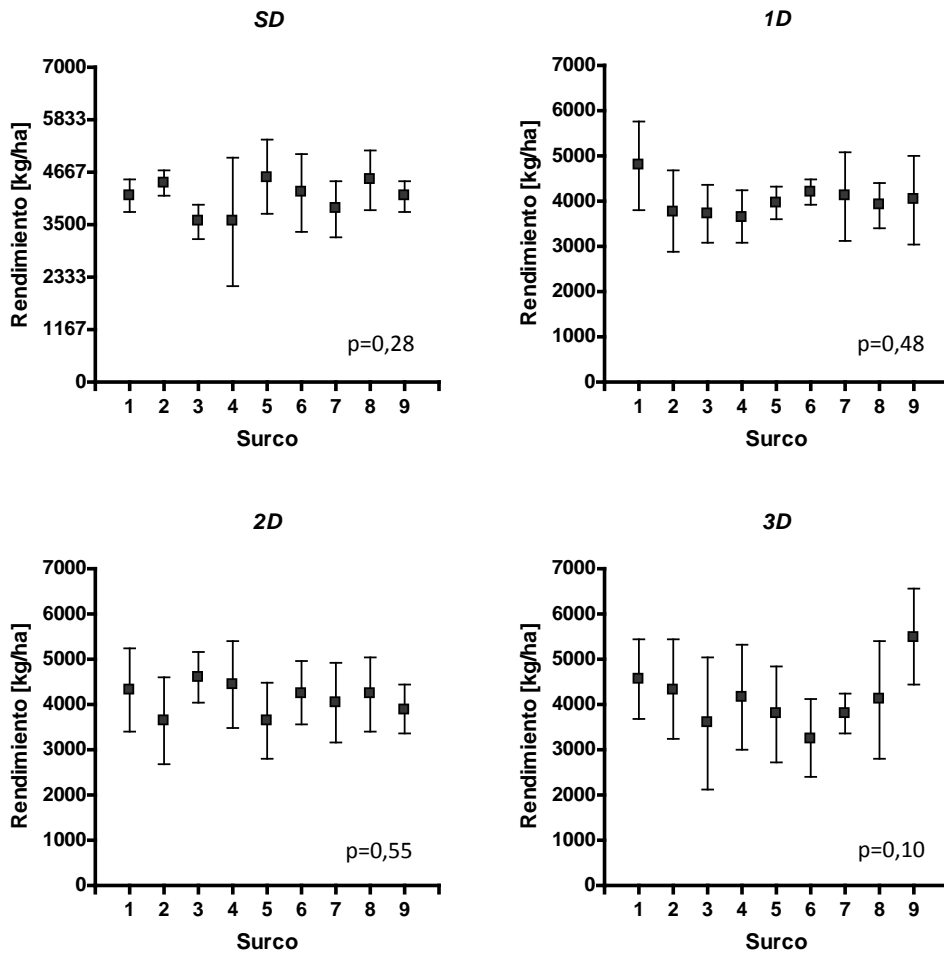 SD
Rendimiento [kg/ha]
7000
5833
4667
3500
2333
1167
0
p=0,28
1 2 3 4 5 6 7 8 9
Surco
1D
Rendimiento [kg/ha]
7000
6000
5000
4000
3000
2000
1000
0
p=0,48
1 2 3 4 5 6 7 8 9
Surco
2D
Rendimiento [kg/ha]
7000
6000
5000
4000
3000
2000
1000
0
p=0,55
1 2 3 4 5 6 7 8 9
Surco
3D
Rendimiento [kg/ha]
7000
6000
5000
4000
3000
2000
1000
0
p=0,10
1 2 3 4 5 6 7 8 9
Surco